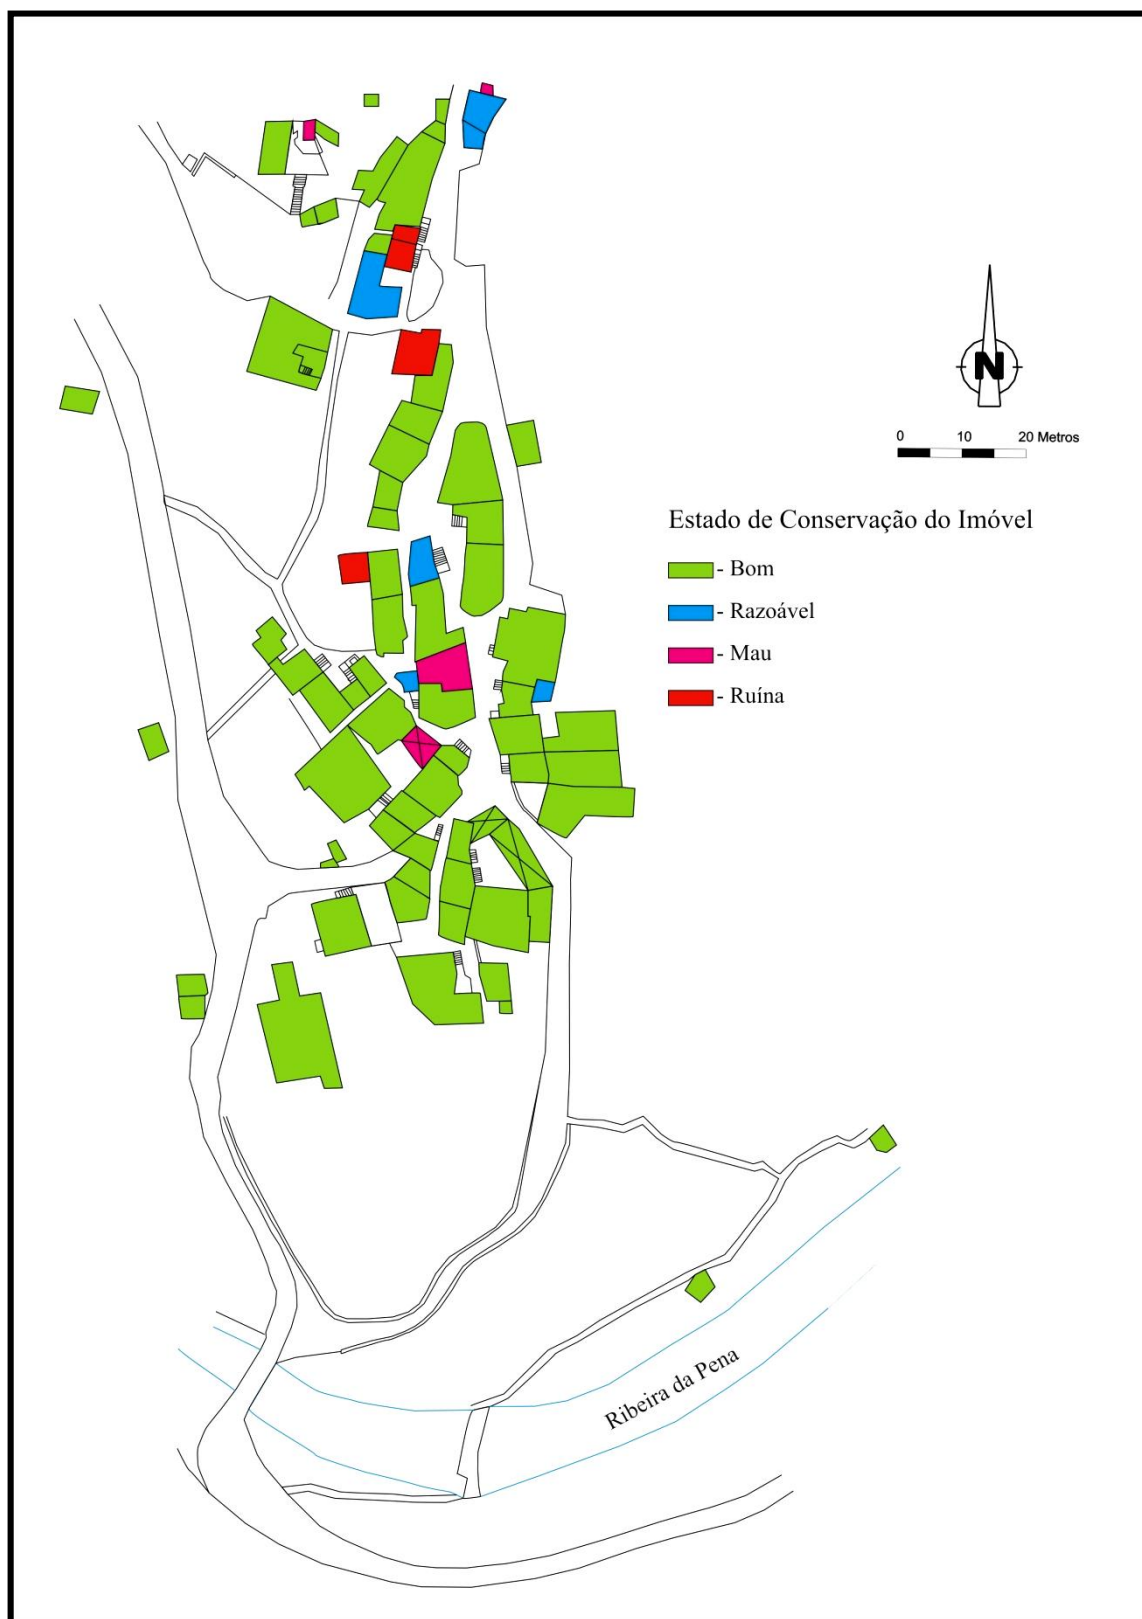 N
0 10 20 Metros
Estado de Conservação do Imóvel
- Bom
- Razoável
- Mau
- Ruína
Ribeira da Pena